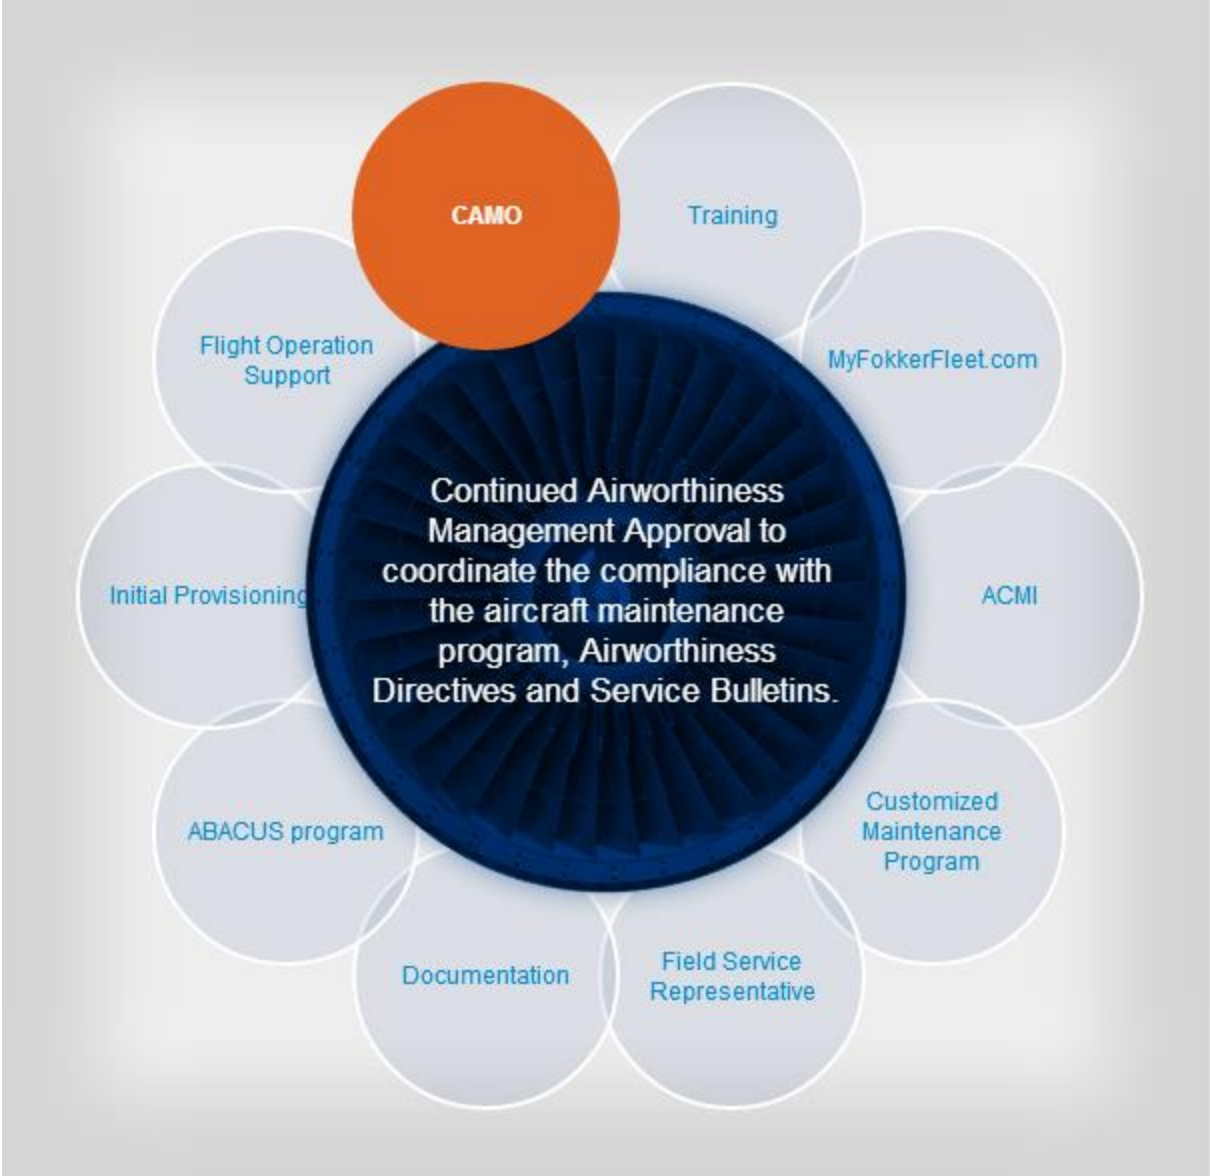 CAMO
Training
Flight Operation
Support
MyFokkerFleet.com
Continued Airworthiness
Management Approval to
coordinate the compliance with
the aircraft maintenance
program, Airworthiness
Directives and Service Bulletins.
Initial Provisioning
ACMI
ABACUS program
Customized
Maintenance
Program
Documentation
Field Service
Representative